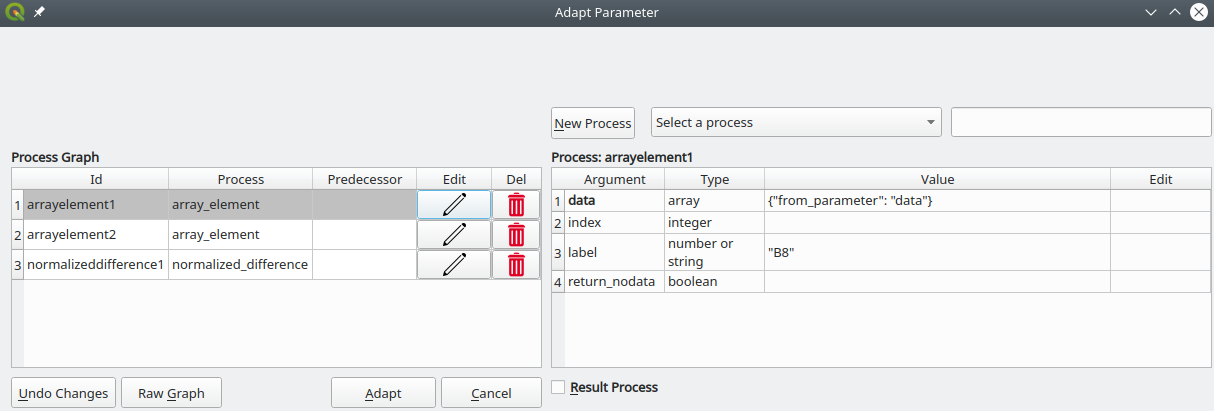 Adapt Parameter
New Process Select a process
Process Graph
Id Process Predecessor Edit Del
1 arrayelement1 array_element
2 arrayelement2 array_element
3 normalizeddifference1 normalized_difference
Process: arrayelement1
Argument Type Value Edit
1 data array {"from_parameter": "data"}
2 index integer
3 label number or
string "B8"
4 return_nodata boolean
Undo Changes Raw Graph Adapt Cancel
Result Process